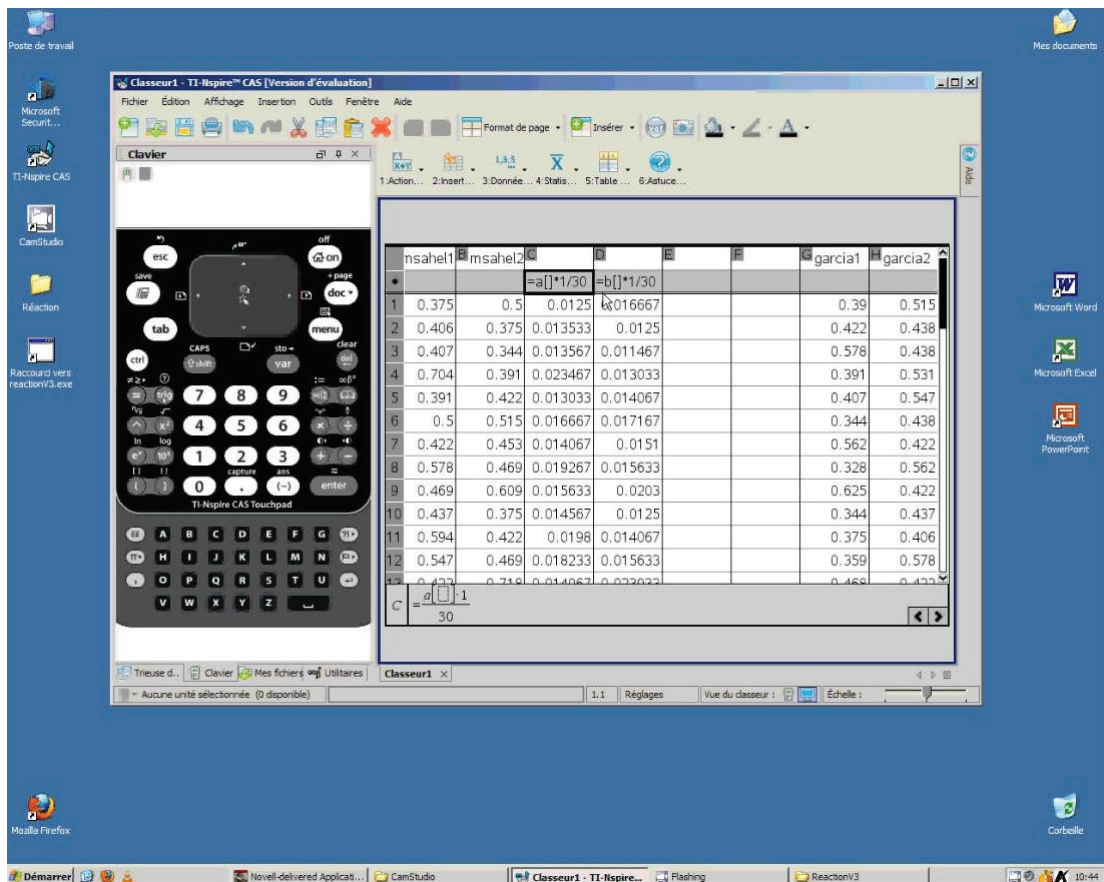 Poste de travail
Mes documents
Microsoft
Securit...
TI-Nspire CAS
CamStudio
Réaction
Raccourci vers
reactionV3.exe
Mozilla Firefox
Microsoft Word
Microsoft Excel
Microsoft
PowerPoint
Corbeille
Classeur1 - TI-Nspire™ CAS [Version d'évaluation]
Fichier Édition Affichage Insertion Outils Fenêtre Aide
Format de page Insérer
Clavier
1:Action... 2:Insert... 3:Donnée... 4:Statis... 5:Table ... 6:Astuce...
Aide
esc
off
on
save
+page
doc
tab
menu
ctrl
CAPS
shift
sto→
var
clear
del
trig 7 8 9
4 5 6
ln log
1 2 3
capture ans
0 . (−) enter
TI-Nspire CAS Touchpad
EE A B C D E F G ?!
H I J K L M N
, O P Q R S T U
V W X Y Z
msahel1 B msahel2 C D E F G garcia1 H garcia2
=a[]*1/30 =b[]*1/30
1 0.375 0.5 0.0125 0.016667 0.39 0.515
2 0.406 0.375 0.013533 0.0125 0.422 0.438
3 0.407 0.344 0.013567 0.011467 0.578 0.438
4 0.704 0.391 0.023467 0.013033 0.391 0.531
5 0.391 0.422 0.013033 0.014067 0.407 0.547
6 0.5 0.515 0.016667 0.017167 0.344 0.438
7 0.422 0.453 0.014067 0.0151 0.562 0.422
8 0.578 0.469 0.019267 0.015633 0.328 0.562
9 0.469 0.609 0.015633 0.0203 0.625 0.422
10 0.437 0.375 0.014567 0.0125 0.344 0.437
11 0.594 0.422 0.0198 0.014067 0.375 0.406
12 0.547 0.469 0.018233 0.015633 0.359 0.578
C =a[]·1
30
Trieuse d... Clavier Mes fichiers Utilitaires
Classeur1
Aucune unité sélectionnée (0 disponible)
1.1 Réglages Vue du classeur : Échelle :
Démarrer Novell-delivered Applicati... CamStudio Classeur1 - TI-Nspire... Flashing ReactionV3 10:44